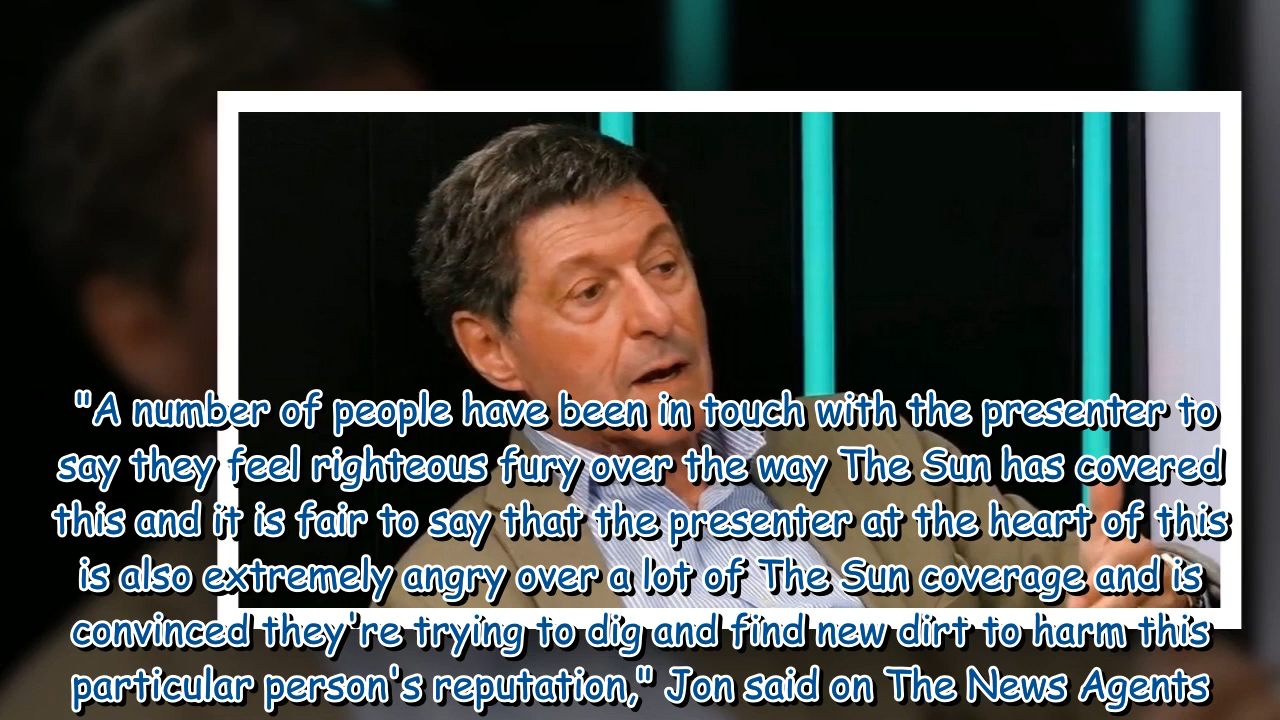 "A number of people have been in touch with the presenter to
say they feel righteous fury over the way The Sun has covered
this and it is fair to say that the presenter at the heart of this
is also extremely angry over a lot of The Sun coverage and is
convinced they're trying to dig and find new dirt to harm this
particular person's reputation," Jon said on The News Agents